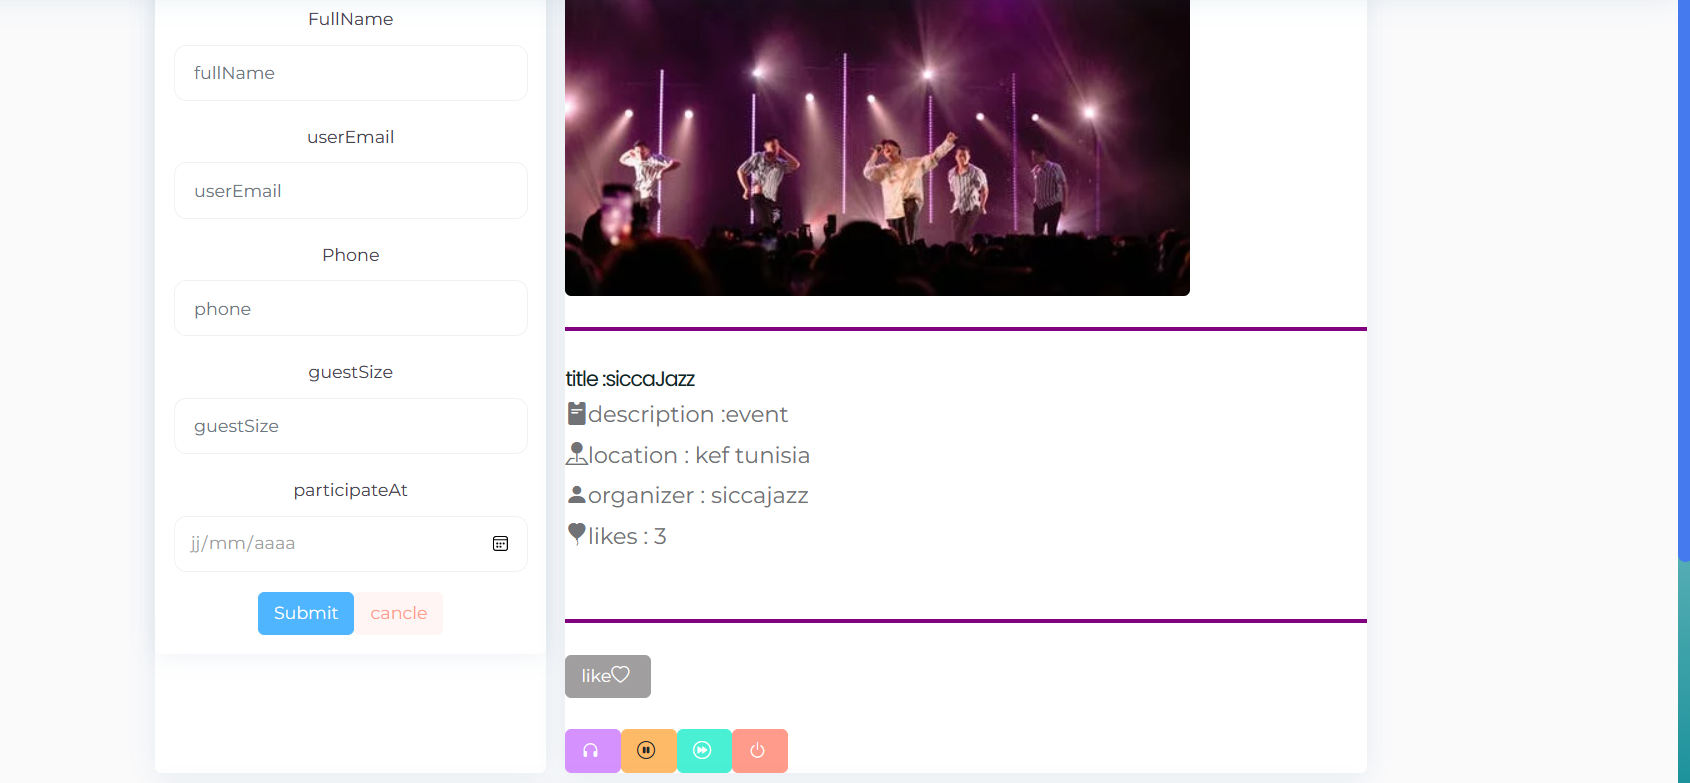 FullName
fullName
userEmail
userEmail
Phone
phone
guestSize
guestSize
participateAt
jj/mm/aaaa
Submit
cancle
title :siccaJazz
description :event
location : kef tunisia
organizer : siccajazz
likes : 3
like